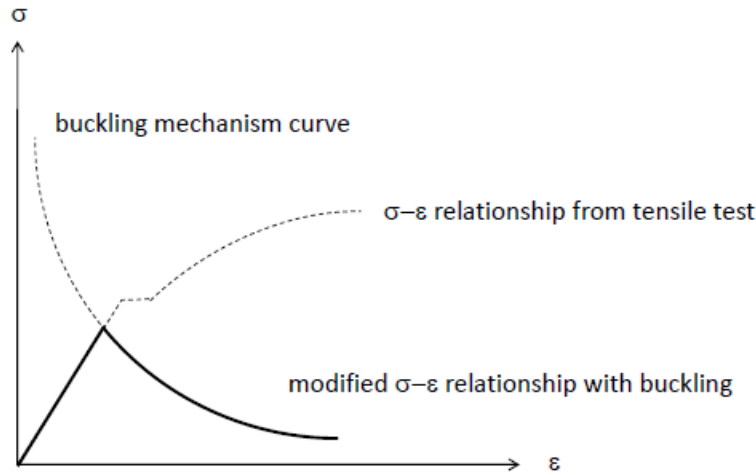 σ
buckling mechanism curve
σ–ε relationship from tensile test
modified σ–ε relationship with buckling
ε